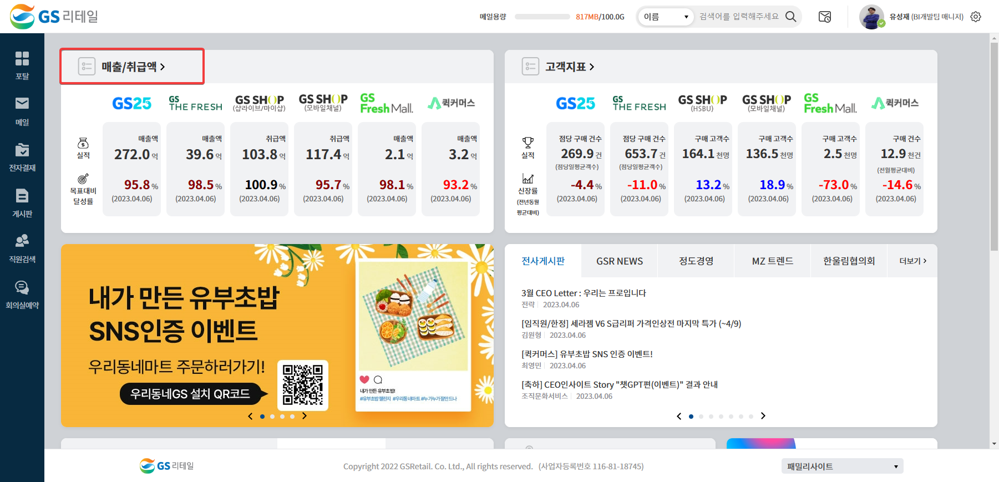 GS 리테일
메일용량 817MB/100.0G 이름 검색어를 입력해주세요 유성재 (BI개발팀 매니저)
포탈
메일
전자결재
게시판
직원검색
회의실예약
매출/취급액
GS25 GS THE FRESH GS SHOP (샵라이브/마이샵) GS SHOP (모바일채널) GS Fresh Mall. 퀵커머스
실적
매출액 매출액 취급액 취급액 매출액 매출액
272.0 억 39.6 억 103.8 억 117.4 억 2.1 억 3.2 억
목표대비
달성률
95.8 % 98.5 % 100.9 % 95.7 % 98.1 % 93.2 %
(2023.04.06) (2023.04.06) (2023.04.06) (2023.04.06) (2023.04.06) (2023.04.06)
고객지표
GS25 GS THE FRESH GS SHOP (HSBU) GS SHOP (모바일채널) GS Fresh Mall. 퀵커머스
실적
점당 구매 건수 점당 구매 건수 구매 고객수 구매 고객수 구매 고객수 구매 건수
269.9 건 653.7 건 164.1 천명 136.5 천명 2.5 천명 12.9 천건
(점당일평균객수) (점당일평균객수) (전월평균대비)
신장률
(전년동월
평균대비)
-4.4 % -11.0 % 13.2 % 18.9 % -73.0 % -14.6 %
(2023.04.06) (2023.04.06) (2023.04.06) (2023.04.06) (2023.04.06) (2023.04.06)
내가 만든 유부초밥
SNS인증 이벤트
우리동네마트 주문하러가기!
우리동네GS 설치 QR코드
내가 만든 유부초밥!
#유부초밥챌린지 #우리동네마트 #누가누가잘만드나
전사게시판 GSR NEWS 정도경영 MZ 트렌드 한울림협의회 더보기
3월 CEO Letter : 우리는 프로입니다
전략 2023.04.06
[임직원/한정] 세라젬 V6 S급리퍼 가격인상전 마지막 특가 (~4/9)
김원형 2023.04.06
[퀵커머스] 유부초밥 SNS 인증 이벤트!
최영민 2023.04.06
[축하] CEO인사이트 Story "챗GPT편(이벤트)" 결과 안내
조직문화서비스 2023.04.06
GS 리테일 Copyright 2022 GSRetail. Co. Ltd., All rights reserved. (사업자등록번호 116-81-18745) 패밀리사이트